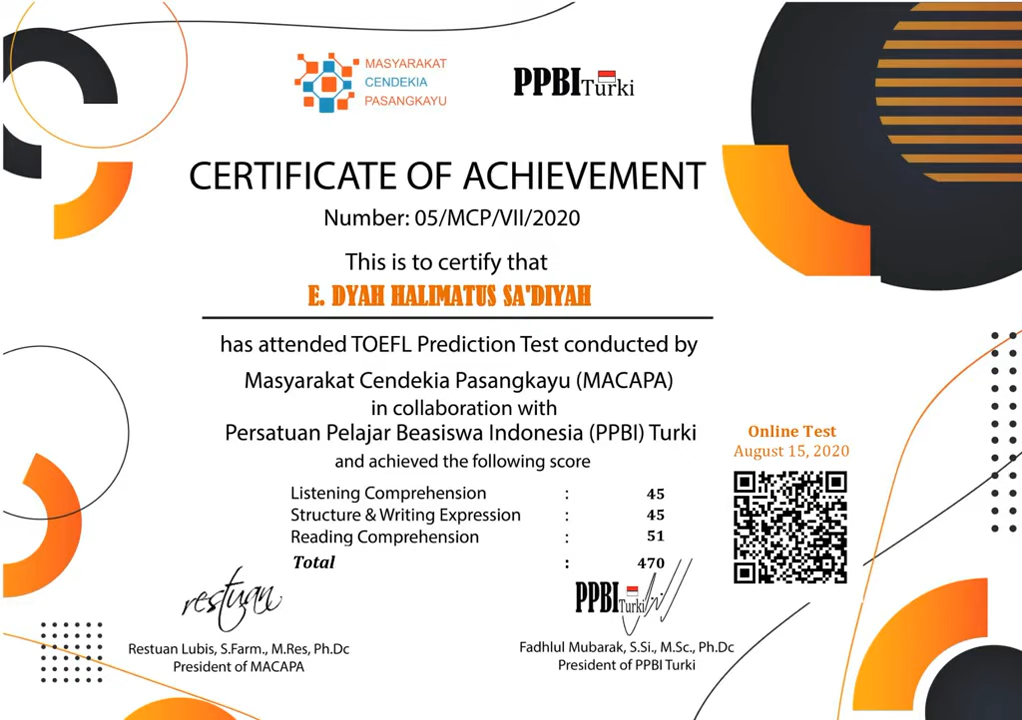 MASYARAKAT
CENDEKIA
PASANGKAYU
PPBI Turki
CERTIFICATE OF ACHIEVEMENT
Number: 05/MCP/VII/2020
This is to certify that
E. DYAH HALIMATUS SA'DIYAH
has attended TOEFL Prediction Test conducted by
Masyarakat Cendekia Pasangkayu (MACAPA)
in collaboration with
Persatuan Pelajar Beasiswa Indonesia (PPBI) Turki
and achieved the following score
Listening Comprehension : 45
Structure & Writing Expression : 45
Reading Comprehension : 51
Total : 470
Online Test
August 15, 2020
restuan
PPBI Turki
Restuan Lubis, S.Farm., M.Res, Ph.Dc
President of MACAPA
Fadhlul Mubarak, S.Si., M.Sc., Ph.Dc
President of PPBI Turki